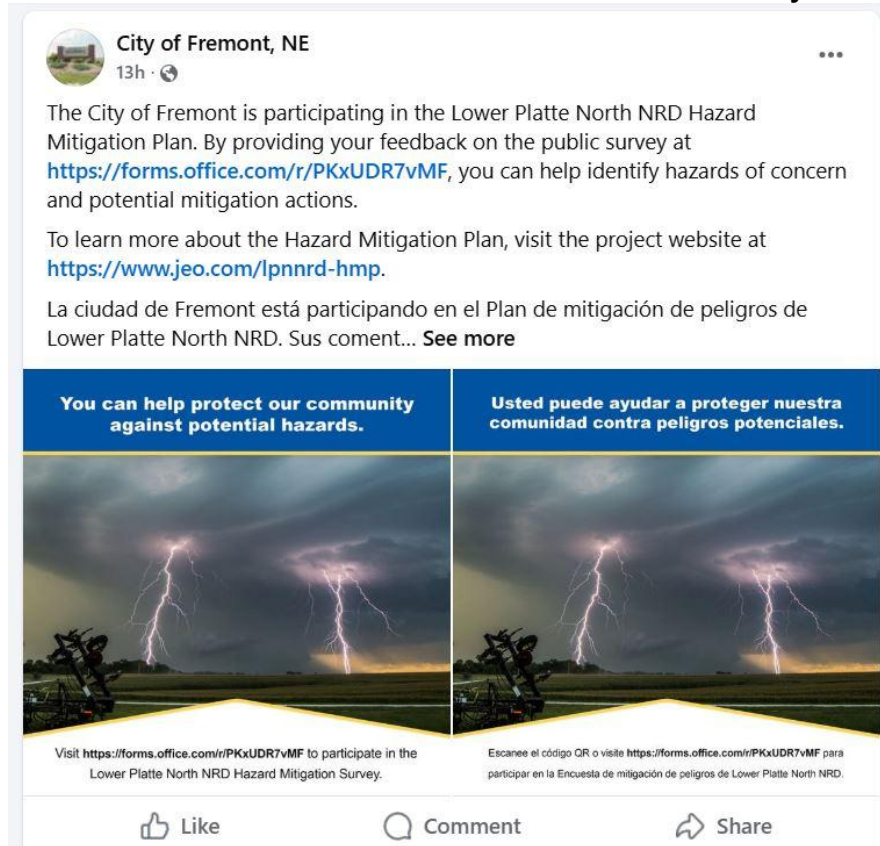 City of Fremont, NE
13h ·
The City of Fremont is participating in the Lower Platte North NRD Hazard
Mitigation Plan. By providing your feedback on the public survey at
https://forms.office.com/r/PKxUDR7vMF, you can help identify hazards of concern
and potential mitigation actions.
To learn more about the Hazard Mitigation Plan, visit the project website at
https://www.jeo.com/lpnnrd-hmp.
La ciudad de Fremont está participando en el Plan de mitigación de peligros de
Lower Platte North NRD. Sus coment... See more
You can help protect our community
against potential hazards.
Visit https://forms.office.com/r/PKxUDR7vMF to participate in the
Lower Platte North NRD Hazard Mitigation Survey.
Usted puede ayudar a proteger nuestra
comunidad contra peligros potenciales.
Escanee el código QR o visite https://forms.office.com/r/PKxUDR7vMF para
participar en la Encuesta de mitigación de peligros de Lower Platte North NRD.
Like Comment Share